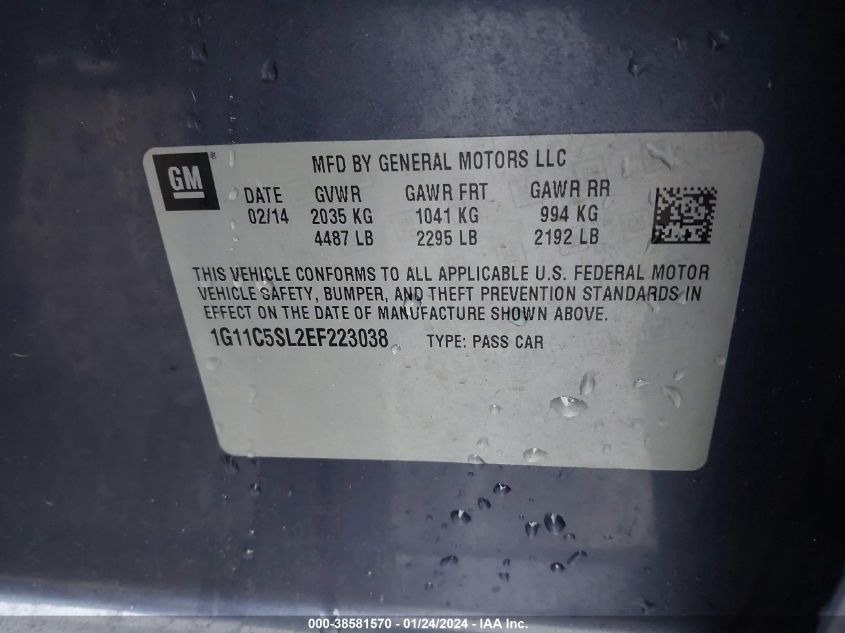 GM ®
MFD BY GENERAL MOTORS LLC
DATE GVWR GAWR FRT GAWR RR
02/14 2035 KG 1041 KG 994 KG
4487 LB 2295 LB 2192 LB
THIS VEHICLE CONFORMS TO ALL APPLICABLE U.S. FEDERAL MOTOR
VEHICLE SAFETY, BUMPER, AND THEFT PREVENTION STANDARDS IN
EFFECT ON THE DATE OF MANUFACTURE SHOWN ABOVE.
1G11C5SL2EF223038 TYPE: PASS CAR
000-38581570 - 01/24/2024 - IAA Inc.